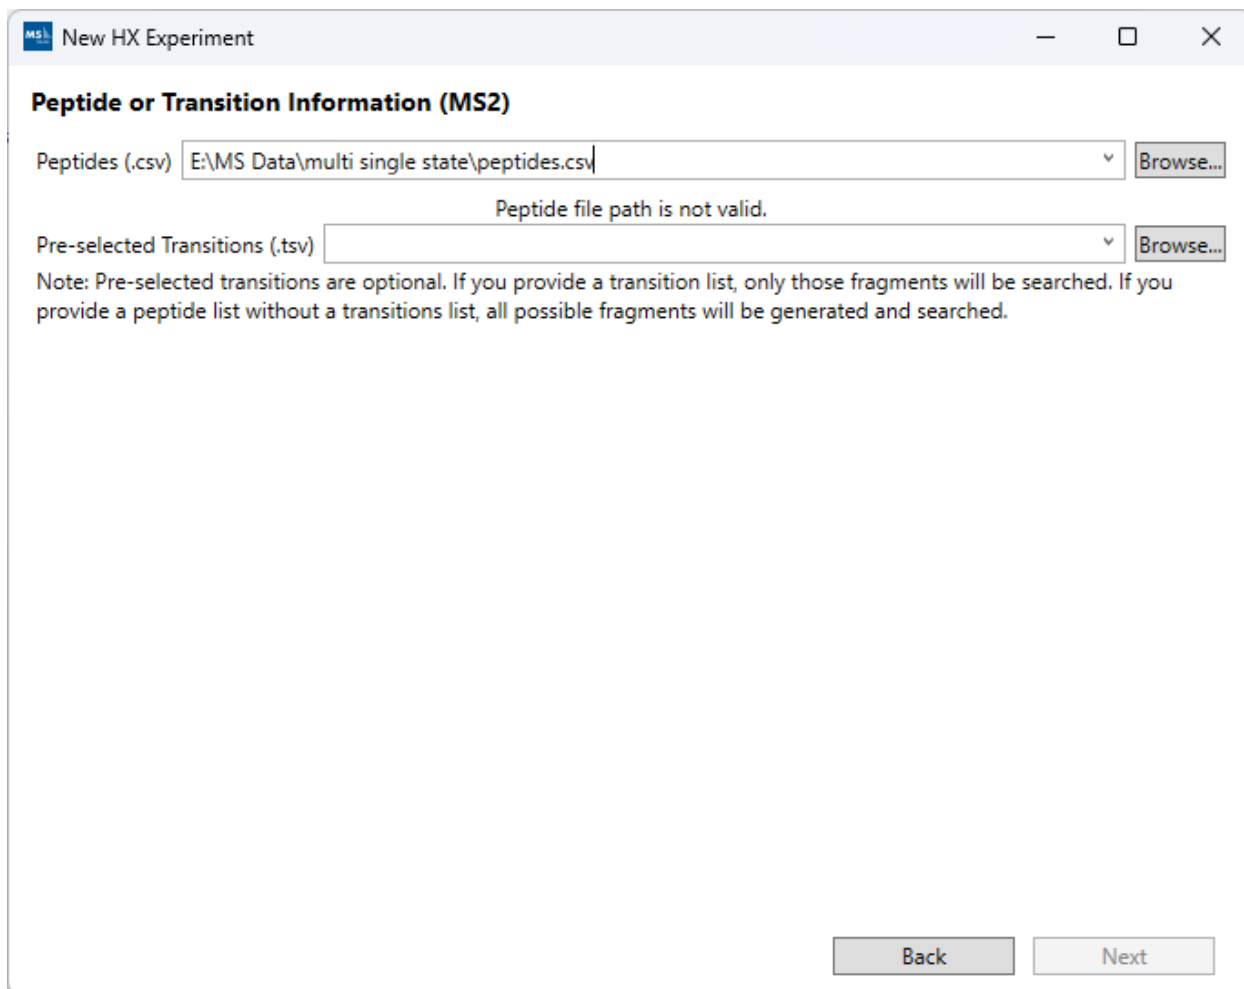 MS
New HX Experiment
Peptide or Transition Information (MS2)
Peptides (.csv) E:\MS Data\multi single state\peptides.csv Browse...
Peptide file path is not valid.
Pre-selected Transitions (.tsv) Browse...
Note: Pre-selected transitions are optional. If you provide a transition list, only those fragments will be searched. If you
provide a peptide list without a transitions list, all possible fragments will be generated and searched.
Back Next